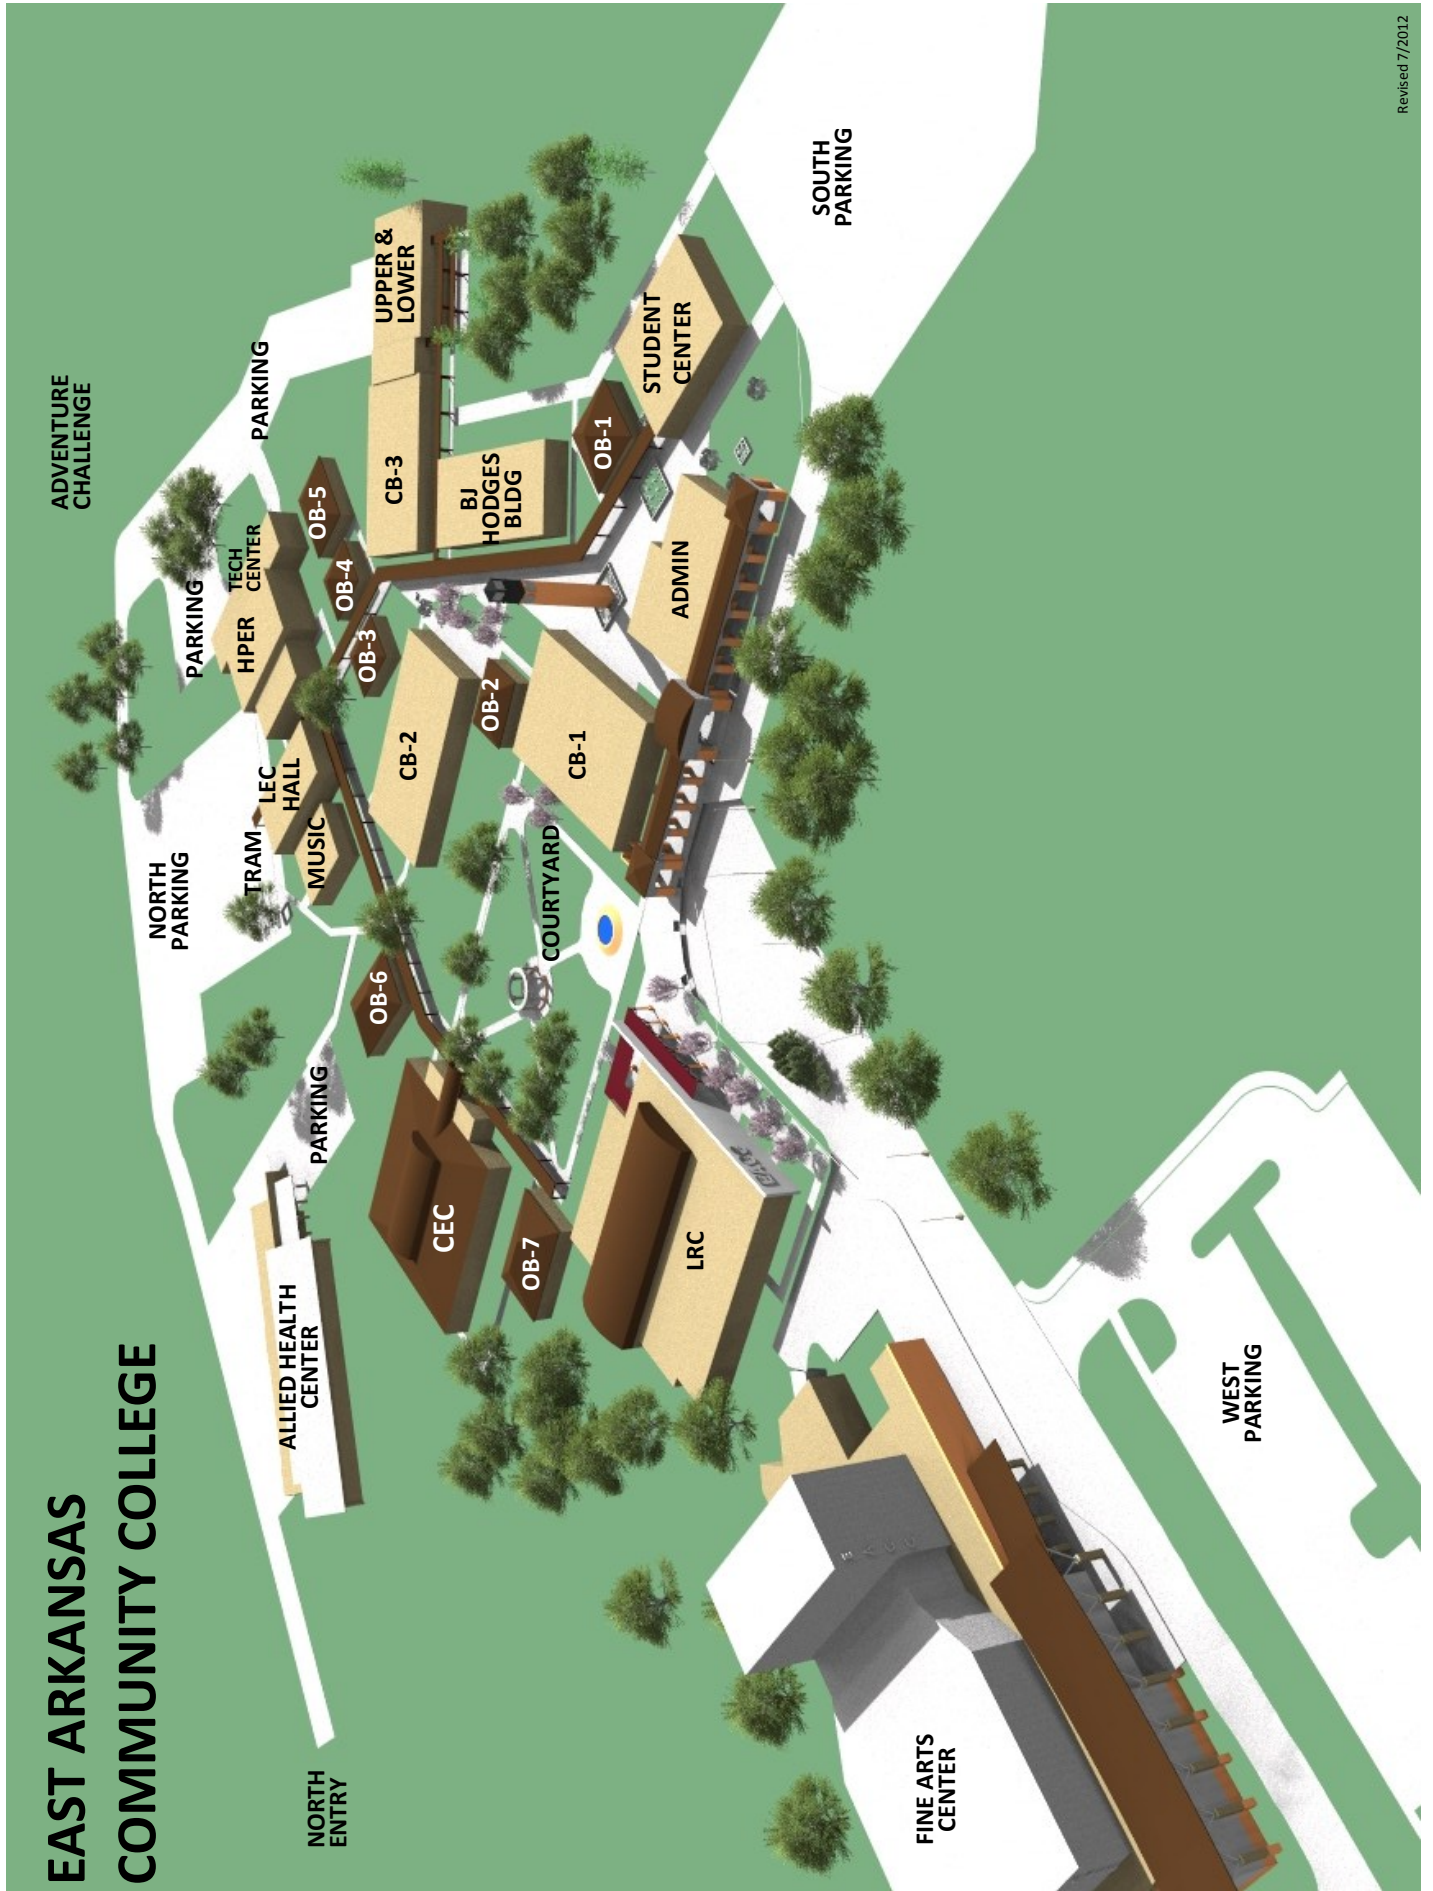 EAST ARKANSAS
COMMUNITY COLLEGE
NORTH
ENTRY
ALLIED HEALTH
CENTER
PARKING
NORTH
PARKING
TRAM
MUSIC
LEC
HALL
HPER
TECH
CENTER
PARKING
PARKING
ADVENTURE
CHALLENGE
OB-6
OB-3
OB-4
OB-5
CEC
OB-7
CB-2
OB-2
CB-3
UPPER &
LOWER
BJ
HODGES
BLDG
OB-1
STUDENT
CENTER
COURTYARD
CB-1
ADMIN
LRC
EACC
SOUTH
PARKING
EACC
FINE ARTS
CENTER
WEST
PARKING
Revised 7/2012